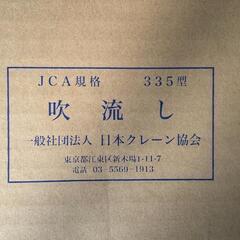 JCA規格 335型
吹流し
一般社団法人 日本クレーン協会
東京都江東区新木場1-11-7
電話 03-5569-1913